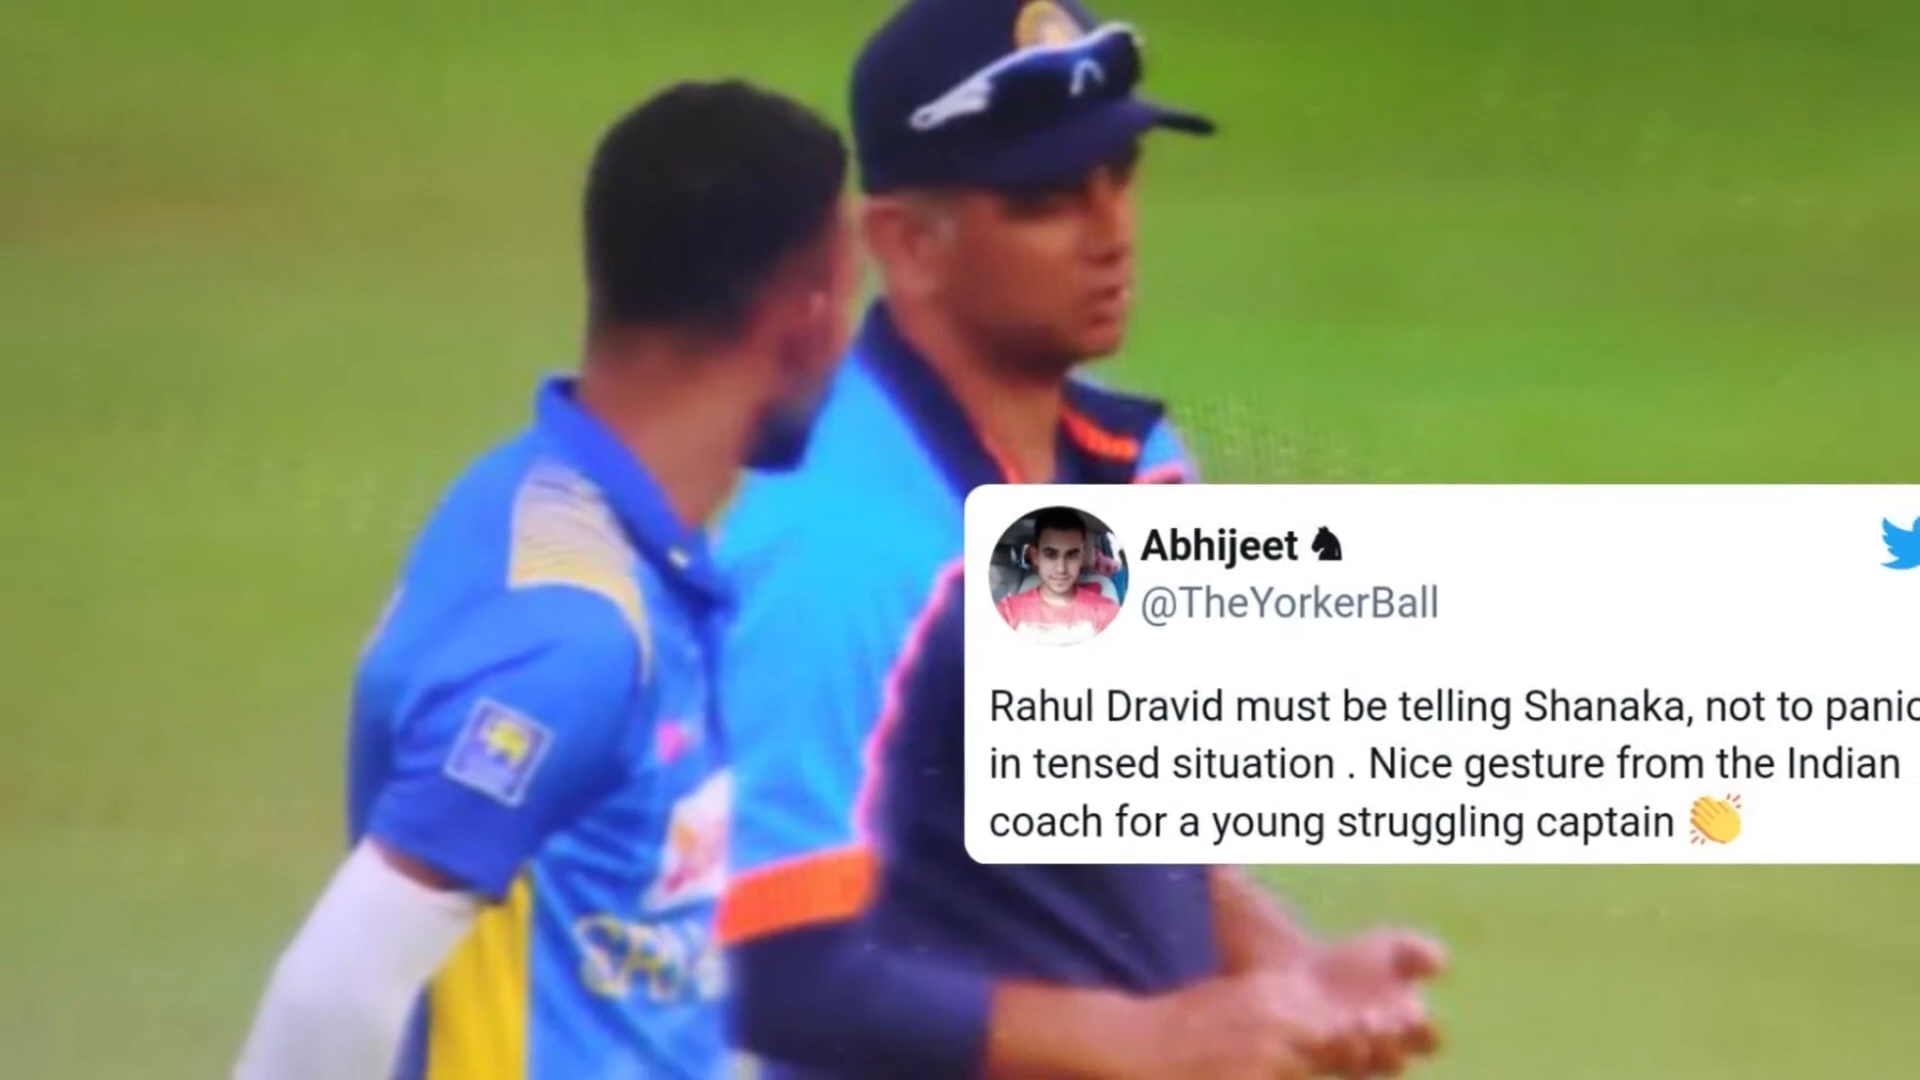 Abhijeet ♞
@TheYorkerBall
Rahul Dravid must be telling Shanaka, not to panic
in tensed situation . Nice gesture from the Indian
coach for a young struggling captain 👏